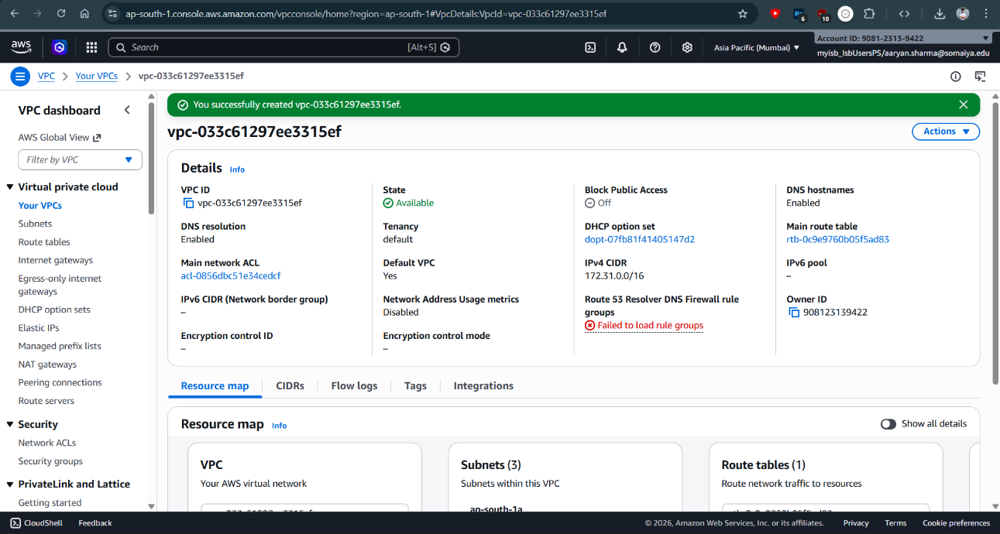 ap-south-1.console.aws.amazon.com/vpcconsole/home?region=ap-south-1#VpcDetails:VpcId=vpc-033c61297ee3315ef
6
10
aws
Search
[Alt+S]
Asia Pacific (Mumbai)
Account ID: 9081-2313-9422
myisb_IsbUsersPS/aaryan.sharma@somaiya.edu
VPC
Your VPCs
vpc-033c61297ee3315ef
VPC dashboard
AWS Global View
Filter by VPC
Virtual private cloud
Your VPCs
Subnets
Route tables
Internet gateways
Egress-only internet
gateways
DHCP option sets
Elastic IPs
Managed prefix lists
NAT gateways
Peering connections
Route servers
Security
Network ACLs
Security groups
PrivateLink and Lattice
Getting started
You successfully created vpc-033c61297ee3315ef.
vpc-033c61297ee3315ef
Actions
Details
Info
VPC ID
vpc-033c61297ee3315ef
State
Available
Block Public Access
Off
DNS hostnames
Enabled
DNS resolution
Enabled
Tenancy
default
DHCP option set
dopt-07fb81f41405147d2
Main route table
rtb-0c9e9760b05f5ad83
Main network ACL
acl-0856dbc51e34cedcf
Default VPC
Yes
IPv4 CIDR
172.31.0.0/16
IPv6 pool
–
IPv6 CIDR (Network border group)
–
Network Address Usage metrics
Disabled
Route 53 Resolver DNS Firewall rule
groups
Failed to load rule groups
Owner ID
908123139422
Encryption control ID
–
Encryption control mode
–
Resource map
CIDRs
Flow logs
Tags
Integrations
Resource map
Info
Show all details
VPC
Your AWS virtual network
Subnets (3)
Subnets within this VPC
ap-south-1a
Route tables (1)
Route network traffic to resources
CloudShell
Feedback
© 2026, Amazon Web Services, Inc. or its affiliates.
Privacy
Terms
Cookie preferences